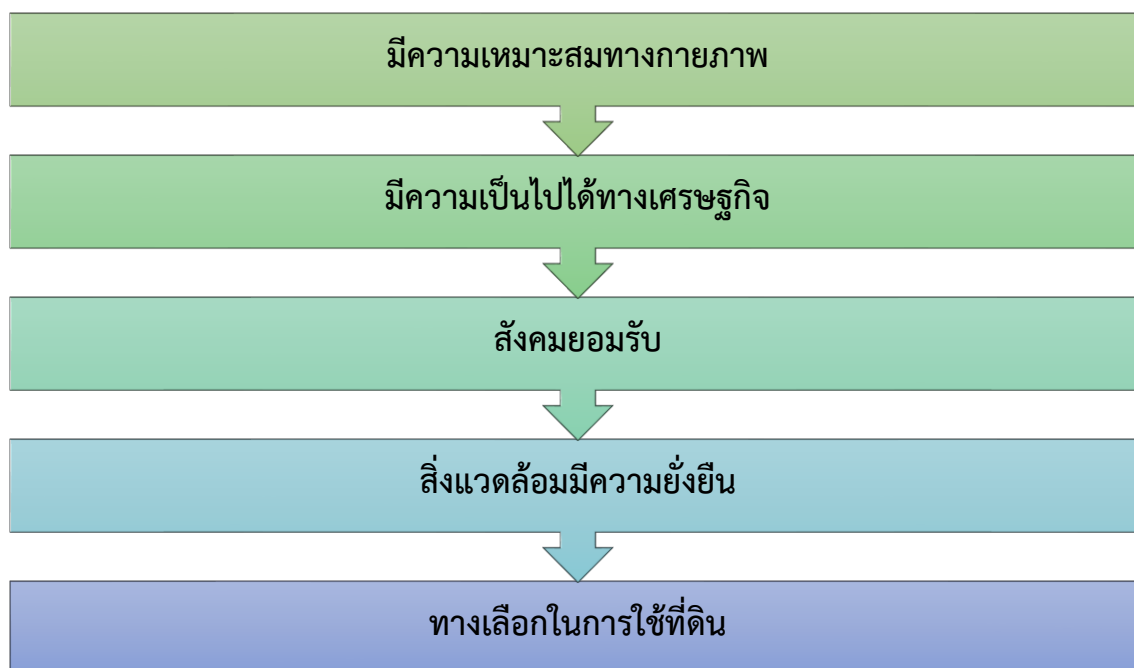 มีความเหมาะสมทางกายภาพ
มีความเป็นไปได้ทางเศรษฐกิจ
สังคมยอมรับ
สิ่งแวดล้อมมีความยั่งยืน
ทางเลือกในการใช้ที่ดิน